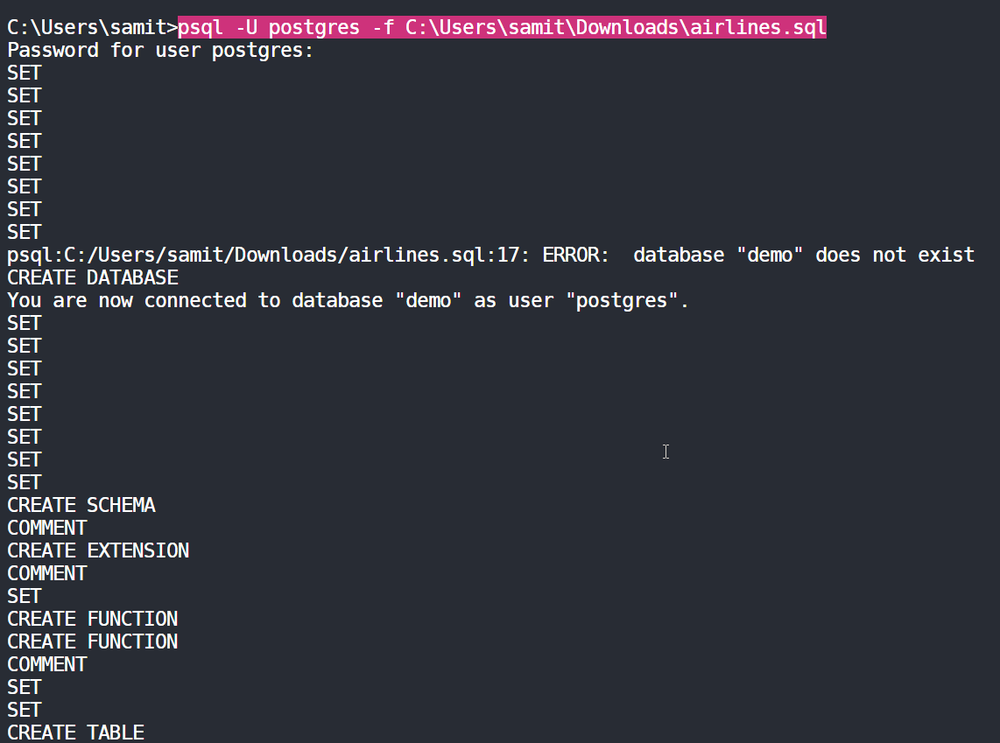 C:\Users\samit>psql -U postgres -f C:\Users\samit\Downloads\airlines.sql
Password for user postgres:
SET
SET
SET
SET
SET
SET
SET
SET
psql:C:/Users/samit/Downloads/airlines.sql:17: ERROR:  database "demo" does not exist
CREATE DATABASE
You are now connected to database "demo" as user "postgres".
SET
SET
SET
SET
SET
SET
SET
SET
CREATE SCHEMA
COMMENT
CREATE EXTENSION
COMMENT
SET
CREATE FUNCTION
CREATE FUNCTION
COMMENT
SET
SET
CREATE TABLE